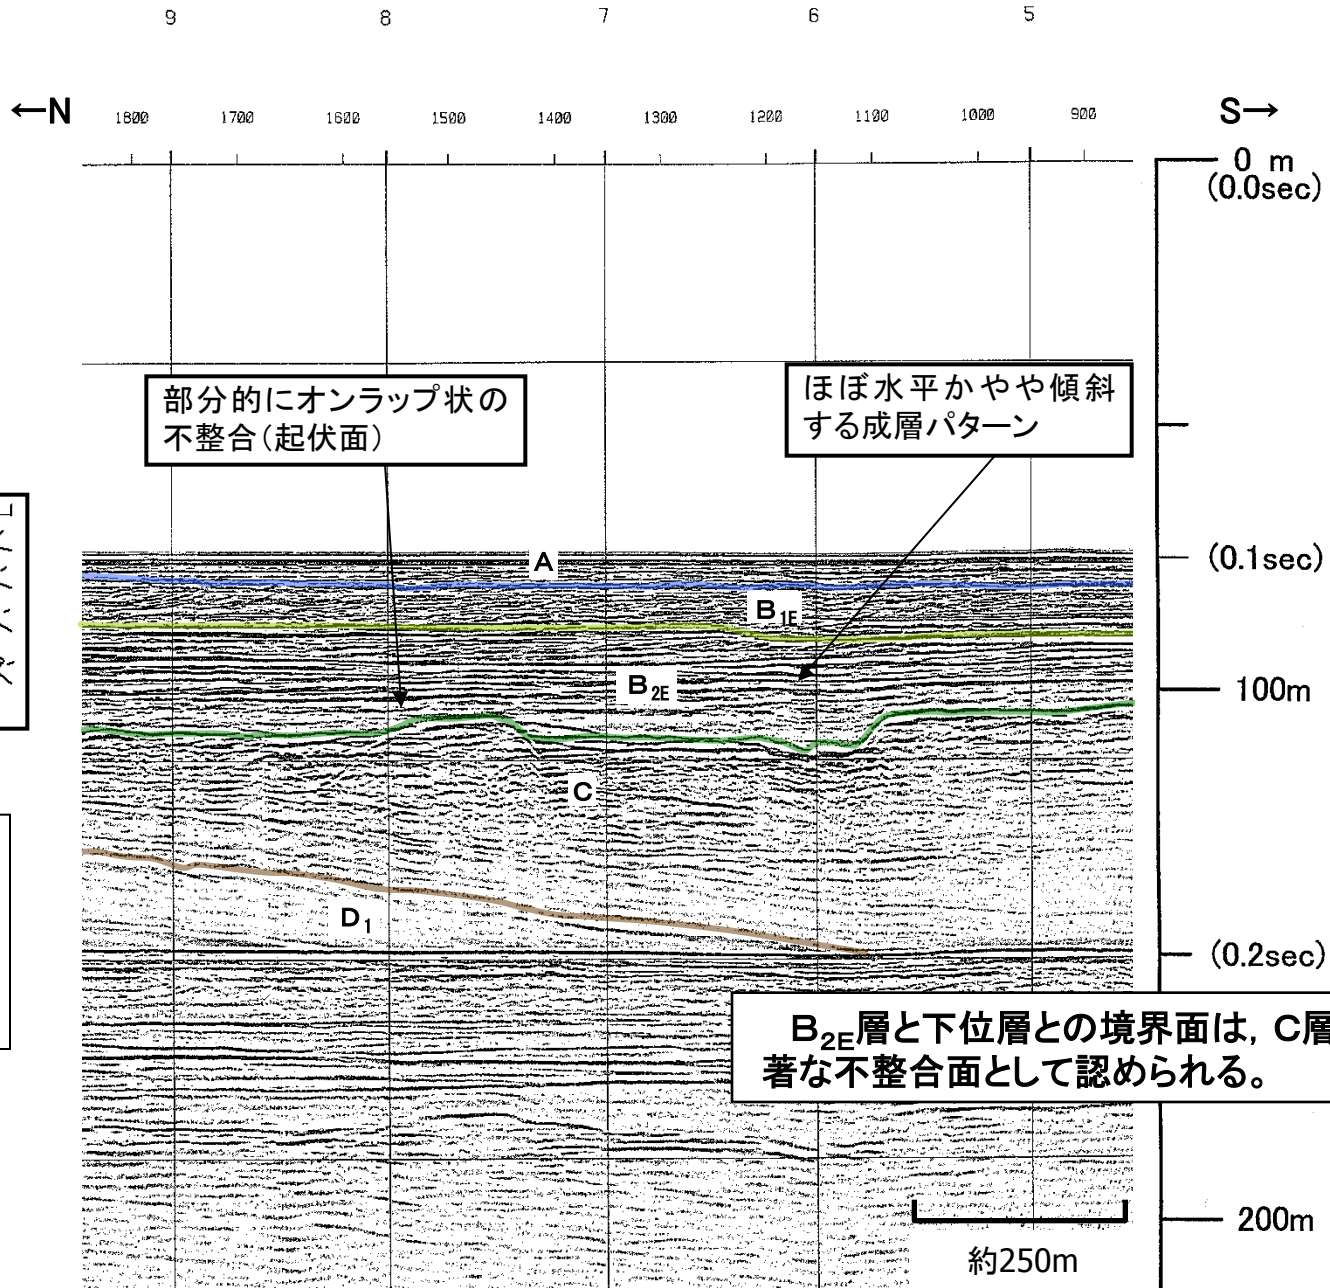 9 8 7 6 5
←N 1800 1700 1600 1500 1400 1300 1200 1100 1000 900 S→
0 m
(0.0sec)
部分的にオンラップ状の
不整合(起伏面)
ほぼ水平かやや傾斜
する成層パターン
(0.1sec)
A
B1E
B2E
100m
C
D1
(0.2sec)
B2E層と下位層との境界面は, C層
著な不整合面として認められる。
200m
約250m